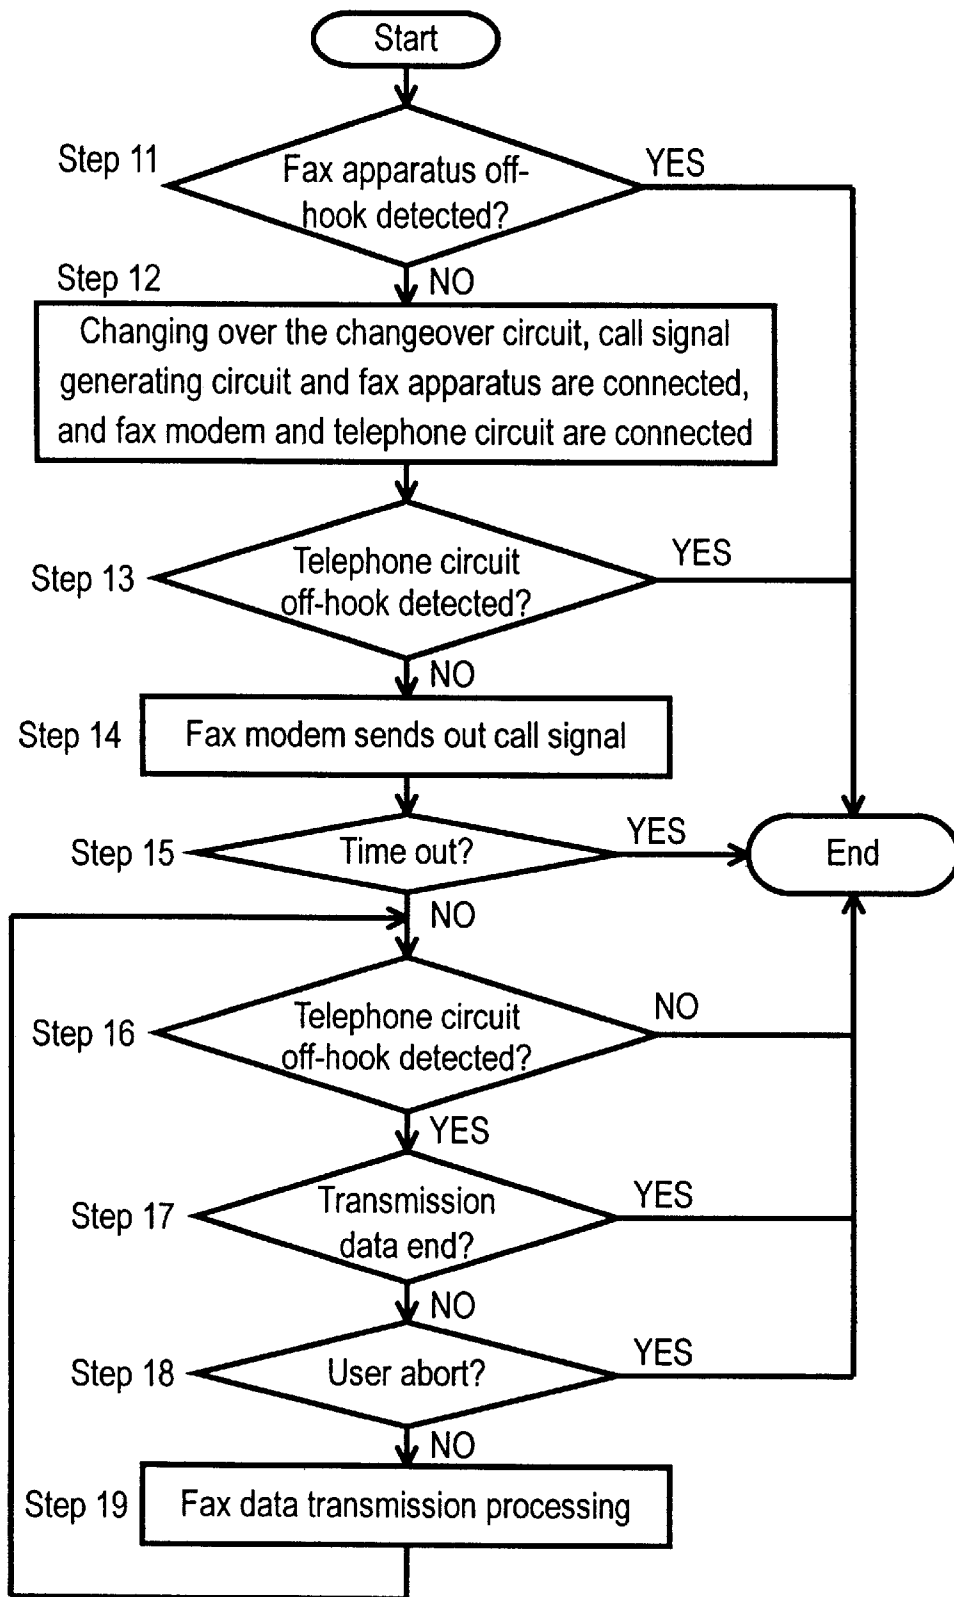 Start
Step 11
Fax apparatus off-
hook detected?
YES
NO
Step 12
Changing over the changeover circuit, call signal
generating circuit and fax apparatus are connected,
and fax modem and telephone circuit are connected
Step 13
Telephone circuit
off-hook detected?
YES
NO
Step 14
Fax modem sends out call signal
Step 15
Time out?
YES
End
NO
Step 16
Telephone circuit
off-hook detected?
NO
YES
Step 17
Transmission
data end?
YES
NO
Step 18
User abort?
YES
NO
Step 19
Fax data transmission processing